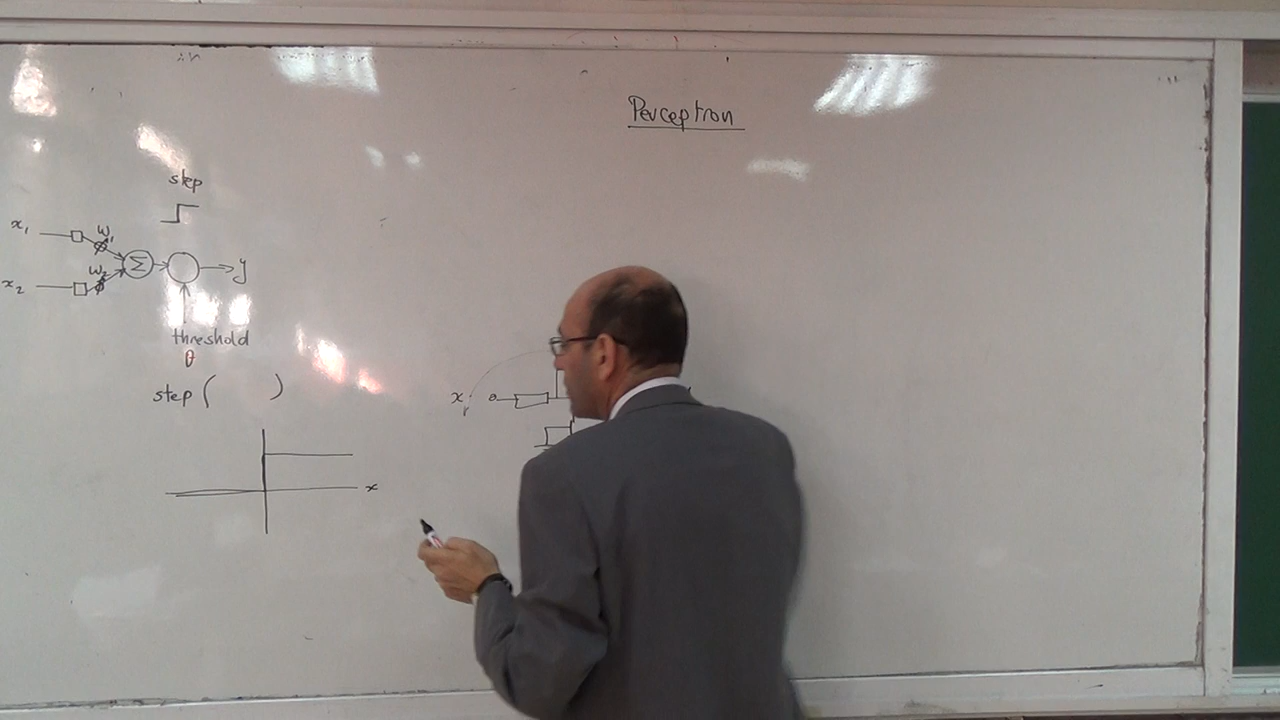 Perceptron
step
x₁
w₁
Σ
y
w₂
x₂
threshold
θ
step (      )
x
x